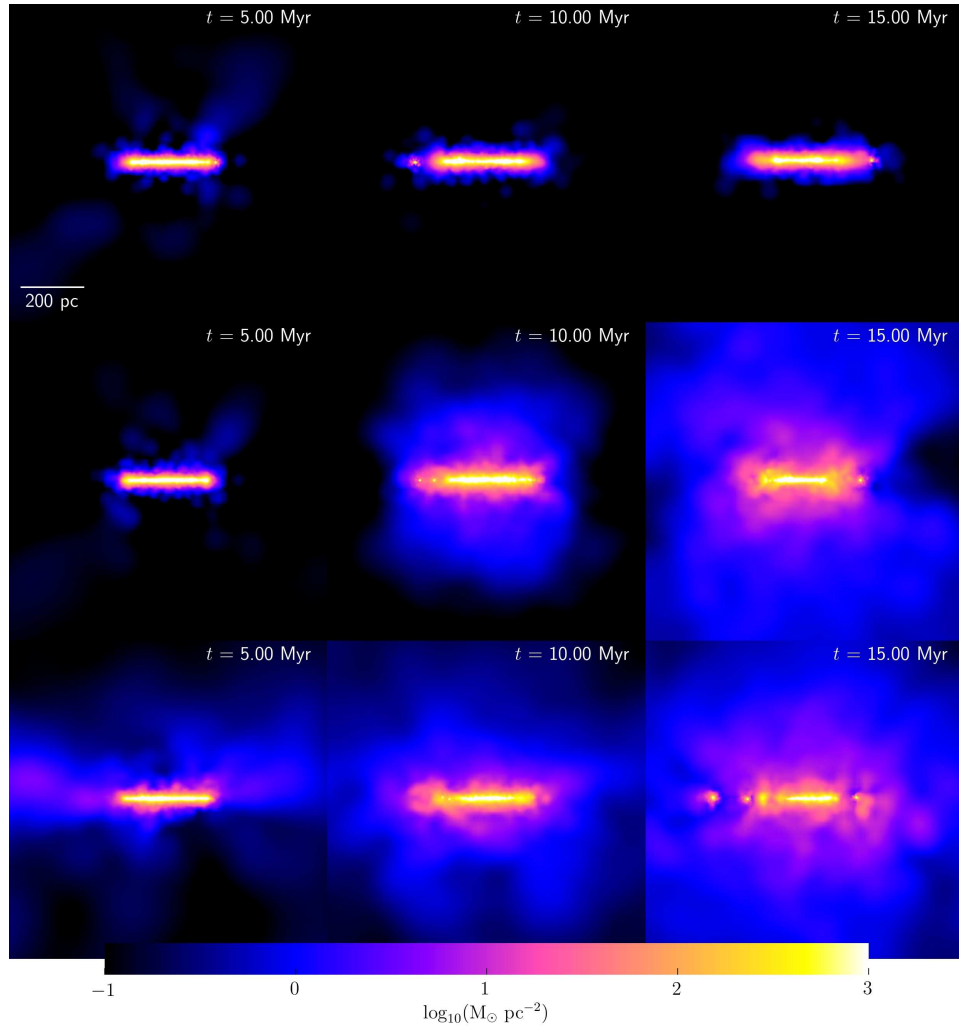 t = 5.00 Myr
t = 10.00 Myr
t = 15.00 Myr
200 pc
t = 5.00 Myr
t = 10.00 Myr
t = 15.00 Myr
t = 5.00 Myr
t = 10.00 Myr
t = 15.00 Myr
−1 0 1 2 3
log₁₀(M☉ pc⁻²)